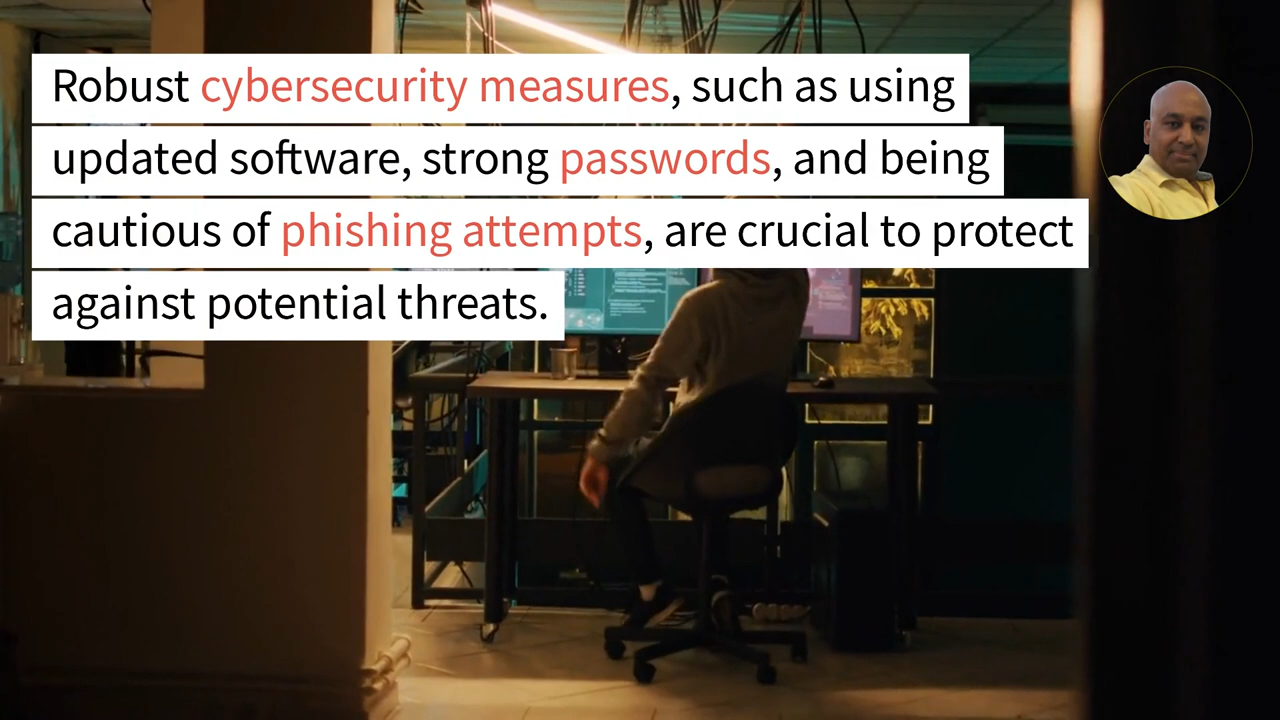 Robust cybersecurity measures, such as using
updated software, strong passwords, and being
cautious of phishing attempts, are crucial to protect
against potential threats.